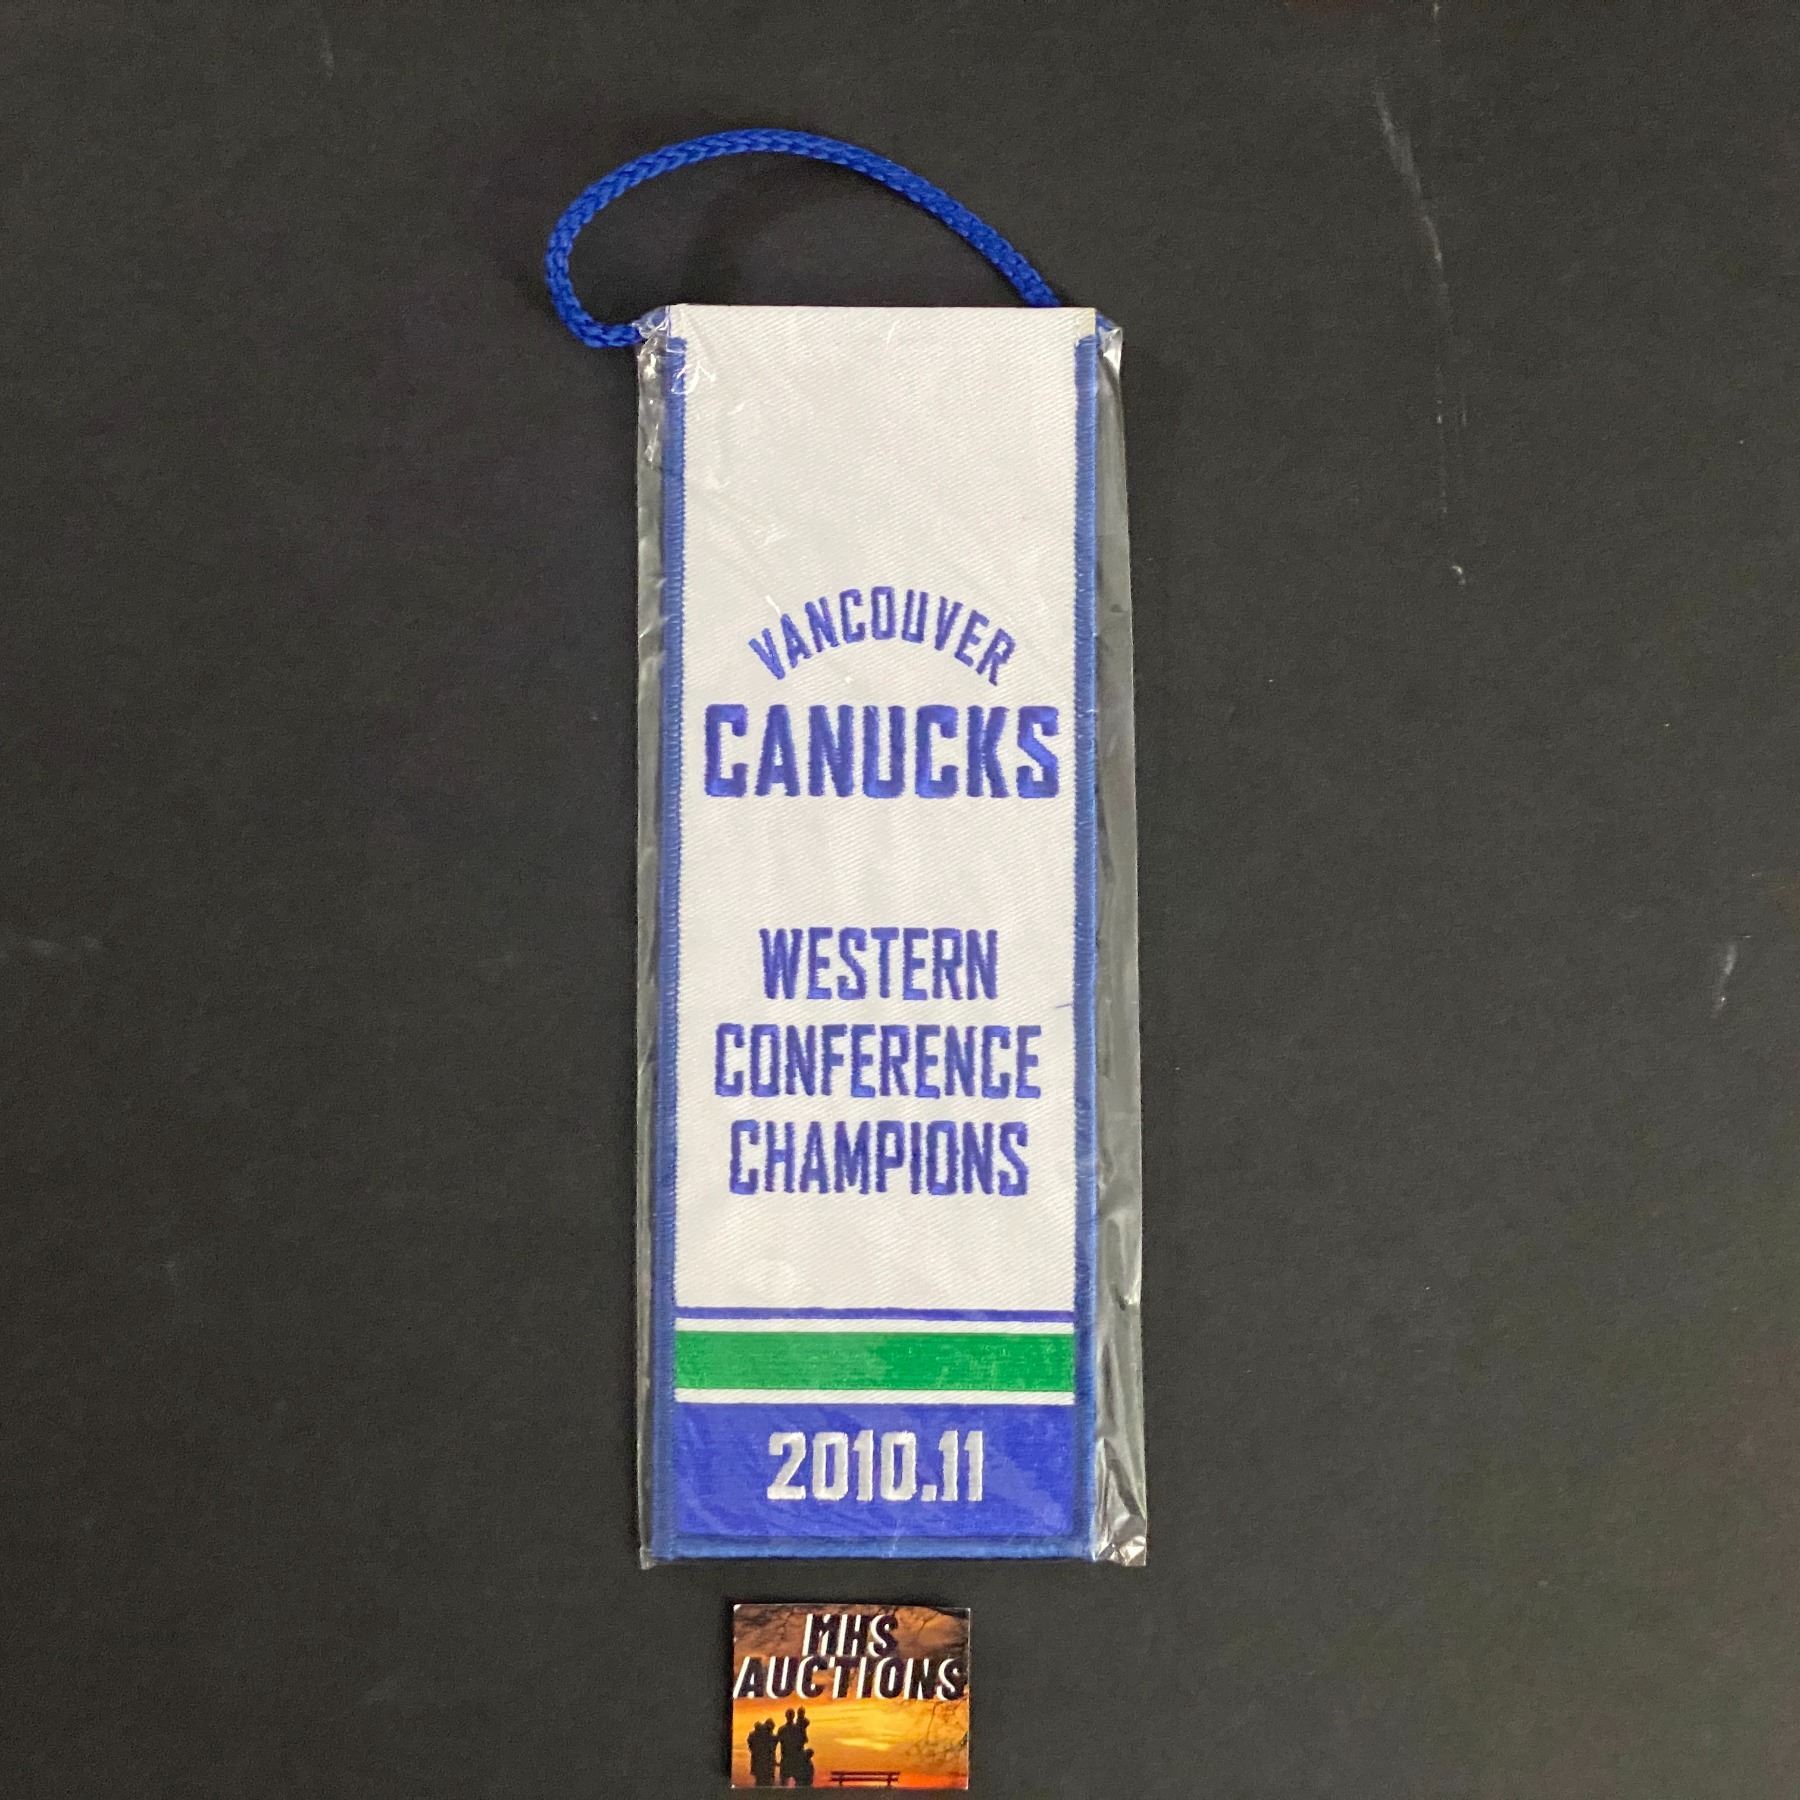 VANCOUVER
CANUCKS
WESTERN
CONFERENCE
CHAMPIONS
2010.11
MHS
AUCTIONS